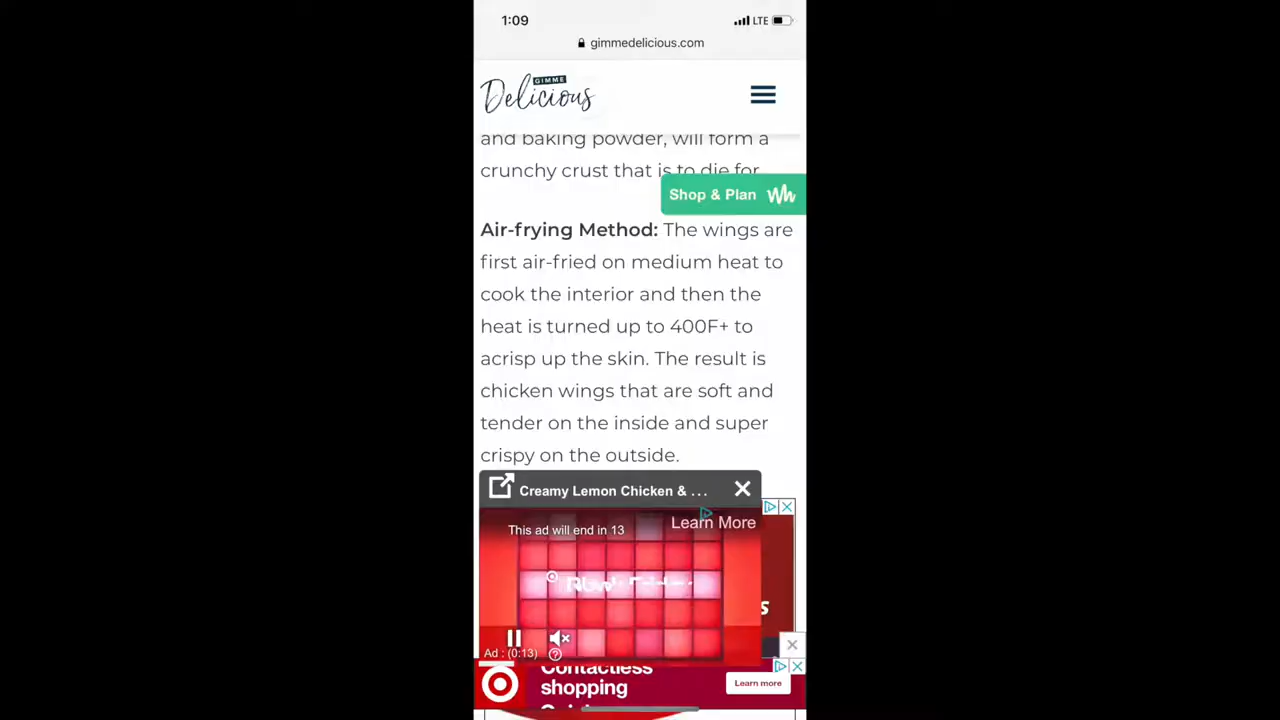 1:09
LTE
gimmedelicious.com
GIMME
Delicious
and baking powder, will form a
crunchy crust that is to die for
Shop & Plan
Air-frying Method: The wings are
first air-fried on medium heat to
cook the interior and then the
heat is turned up to 400F+ to
acrisp up the skin. The result is
chicken wings that are soft and
tender on the inside and super
crispy on the outside.
Creamy Lemon Chicken & ...
This ad will end in 13
Learn More
Ad : (0:13)
Contactless
shopping
Learn more